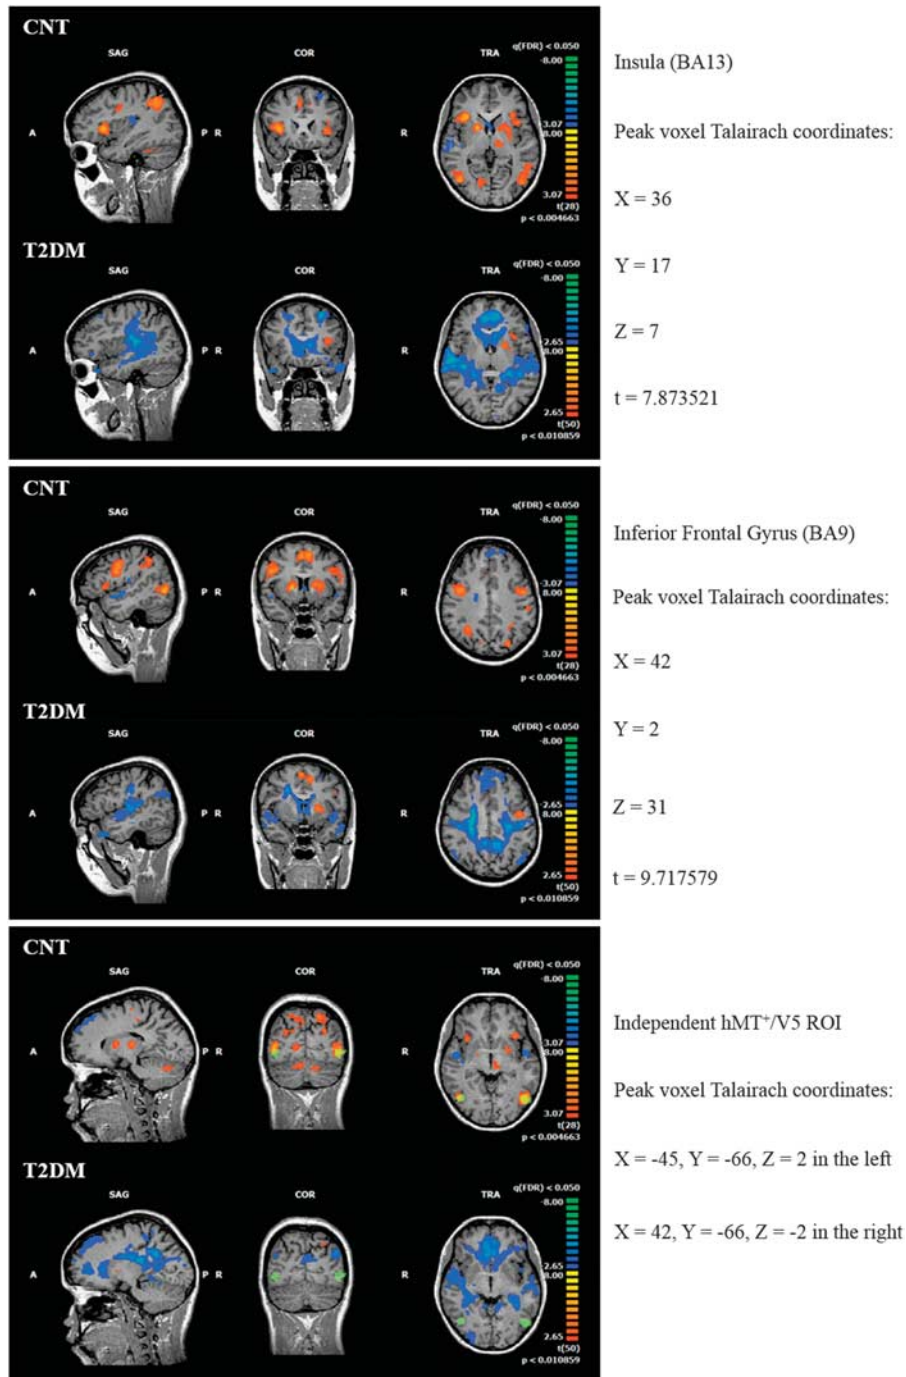 CNT
SAG
COR
TRA
q(FDR) < 0.050
-8.00
A
P R
R
3.07
8.00
3.07
t(28)
p < 0.004663
T2DM
SAG
COR
TRA
q(FDR) < 0.050
-8.00
A
P R
R
2.65
8.00
2.65
t(50)
p < 0.010859
Insula (BA13)
Peak voxel Talairach coordinates:
X = 36
Y = 17
Z = 7
t = 7.873521
CNT
SAG
COR
TRA
q(FDR) < 0.050
-8.00
A
P R
R
-3.07
8.00
3.07
t(28)
p < 0.004663
T2DM
SAG
COR
TRA
q(FDR) < 0.050
-8.00
A
P R
R
-2.65
8.00
2.65
t(50)
p < 0.010859
Inferior Frontal Gyrus (BA9)
Peak voxel Talairach coordinates:
X = 42
Y = 2
Z = 31
t = 9.717579
CNT
SAG
COR
TRA
q(FDR) < 0.050
-8.00
A
P R
R
3.07
8.00
3.07
t(28)
p < 0.004663
T2DM
SAG
COR
TRA
q(FDR) < 0.050
-8.00
A
P R
R
2.65
8.00
2.65
t(50)
p < 0.010859
Independent hMT⁺/V5 ROI
Peak voxel Talairach coordinates:
X = -45, Y = -66, Z = 2 in the left
X = 42, Y = -66, Z = -2 in the right